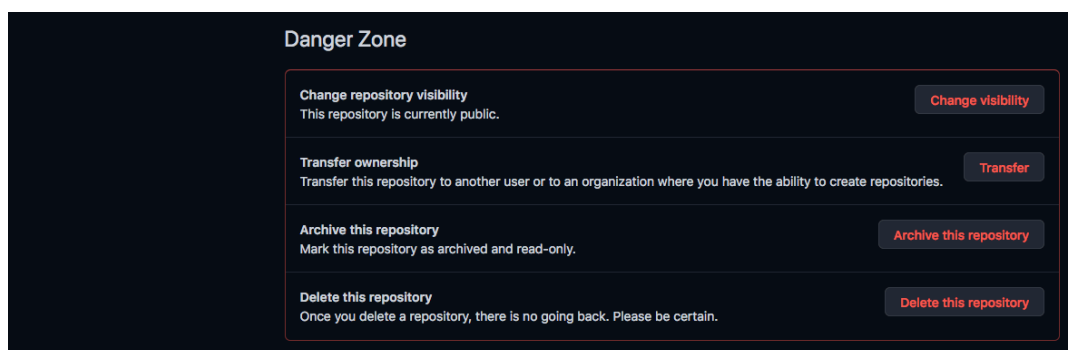 Danger Zone
Change repository visibility
This repository is currently public.
Change visibility
Transfer ownership
Transfer this repository to another user or to an organization where you have the ability to create repositories.
Transfer
Archive this repository
Mark this repository as archived and read-only.
Archive this repository
Delete this repository
Once you delete a repository, there is no going back. Please be certain.
Delete this repository